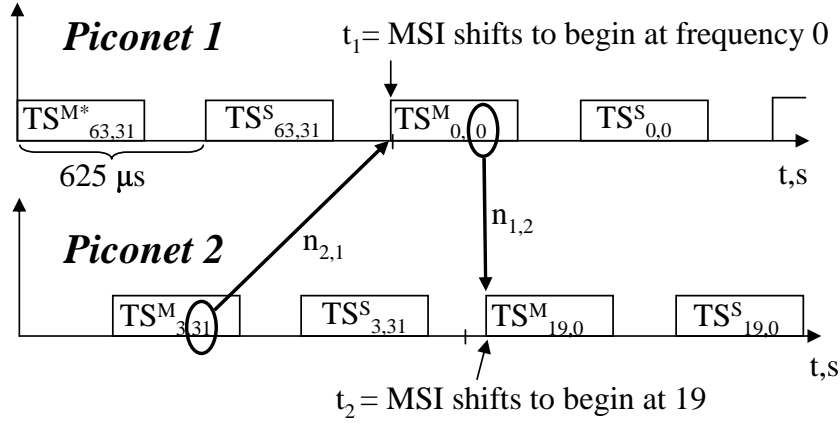 Piconet 1
t1= MSI shifts to begin at frequency 0
TSM*63,31
TSS63,31
TSM0,0
TSS0,0
625 μs
t,s
n2,1
n1,2
Piconet 2
TSM3,31
TSS3,31
TSM19,0
TSS19,0
t,s
t2 = MSI shifts to begin at 19